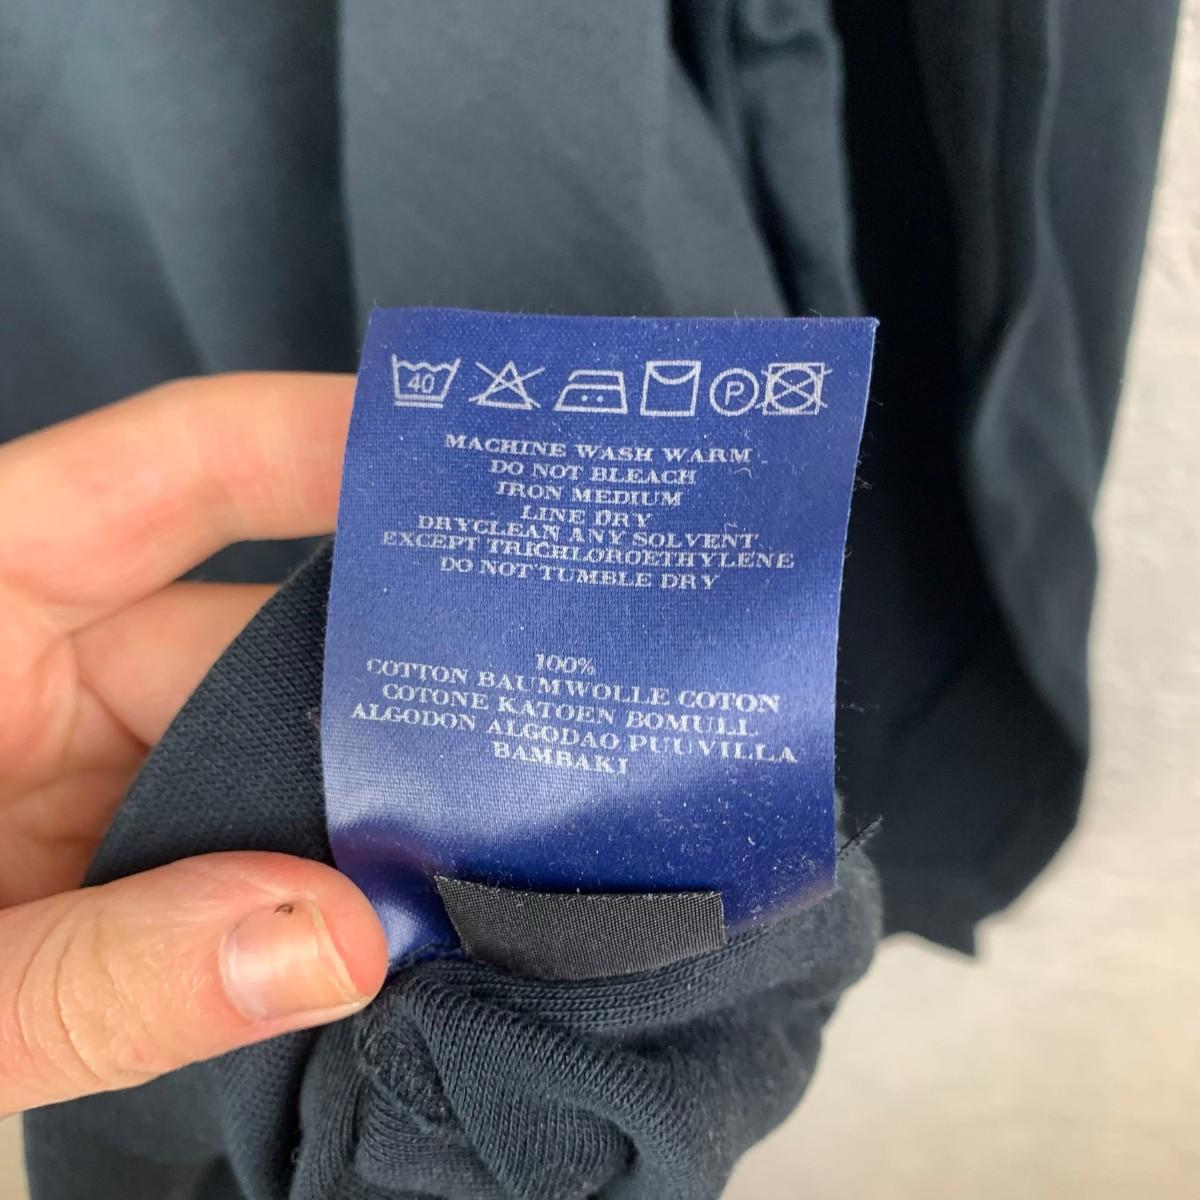 40 P
MACHINE WASH WARM
DO NOT BLEACH
IRON MEDIUM
LINE DRY
DRYCLEAN ANY SOLVENT
EXCEPT TRICHLOROETHYLENE
DO NOT TUMBLE DRY
100%
COTTON BAUMWOLLE COTON
COTONE KATOEN BOMULL
ALGODON ALGODAO PUUVILLA
BAMBAKI